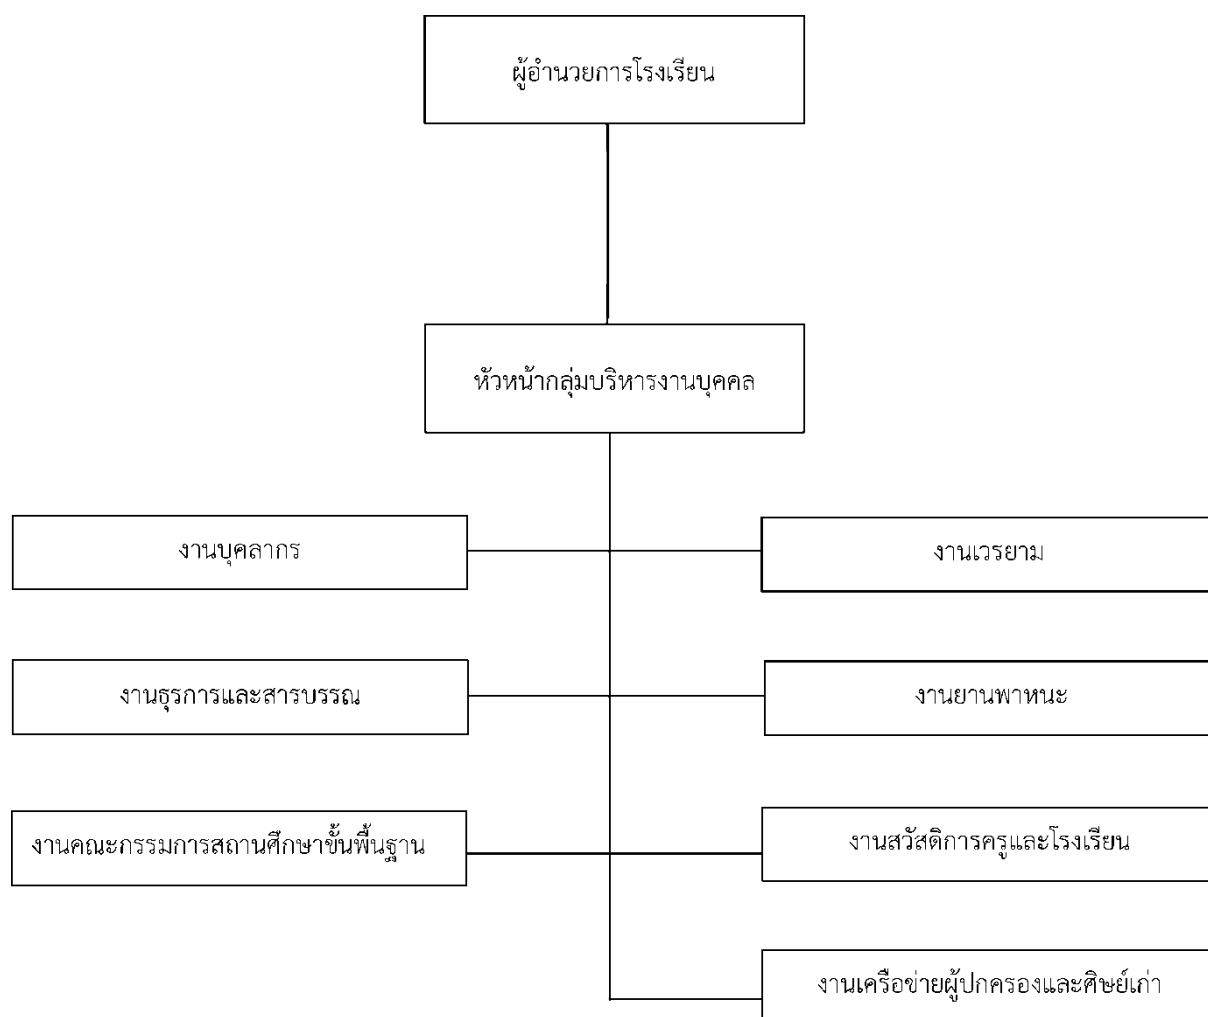 ผู้อำนวยการโรงเรียน
หัวหน้ากลุ่มบริหารงานบุคคล
งานบุคลากร
งานเวรยาม
งานธุรการและสารบรรณ
งานยานพาหนะ
งานคณะกรรมการสถานศึกษาขั้นพื้นฐาน
งานสวัสดิการครูและโรงเรียน
งานเครือข่ายผู้ปกครองและศิษย์เก่า